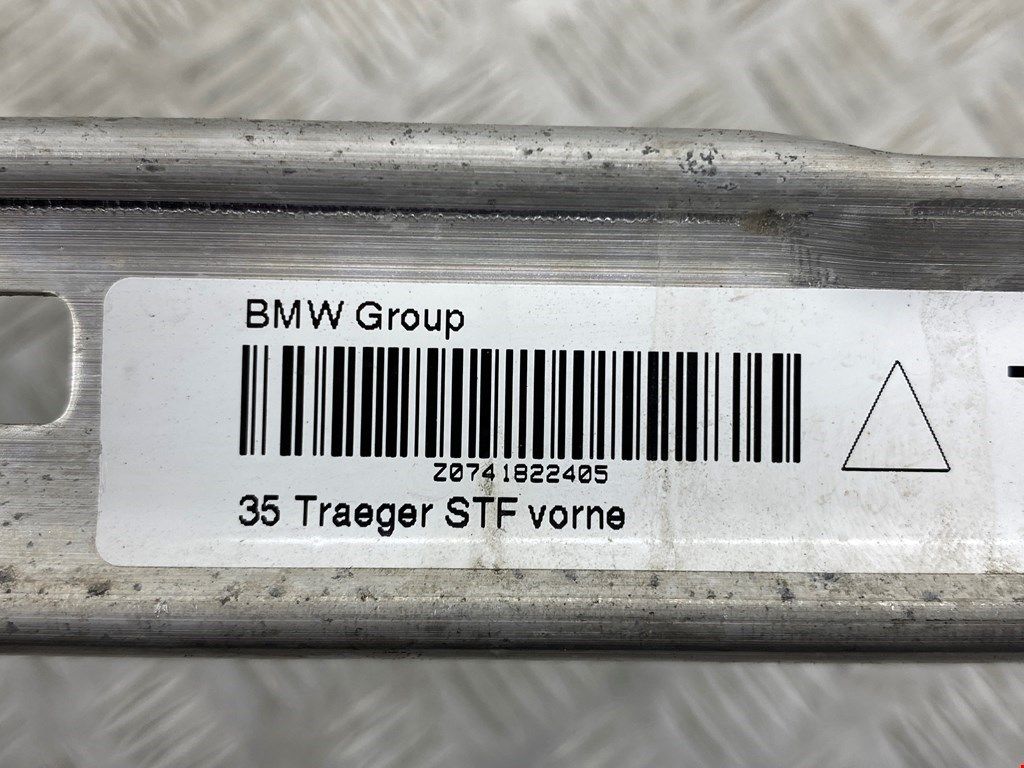 BMW Group
Z0741822405
35 Traeger STF vorne